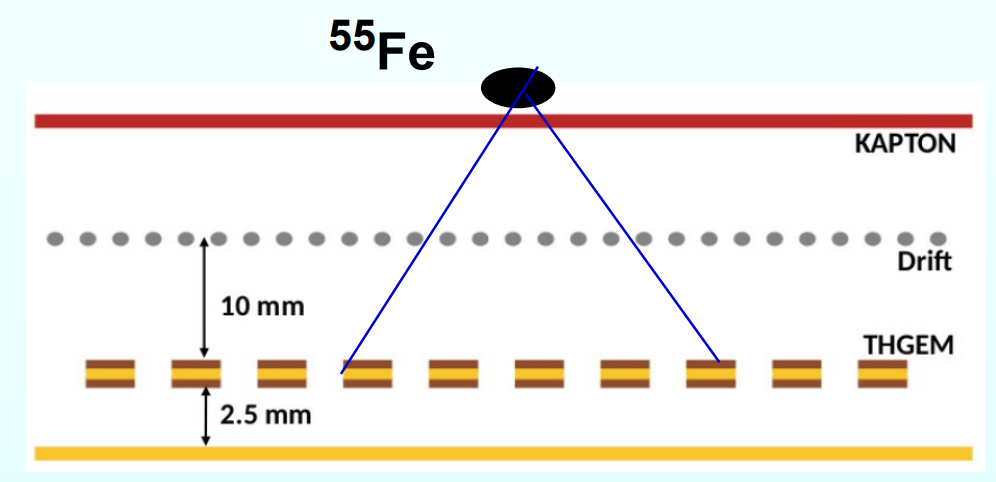 ⁵⁵Fe
KAPTON
Drift
10 mm
THGEM
2.5 mm